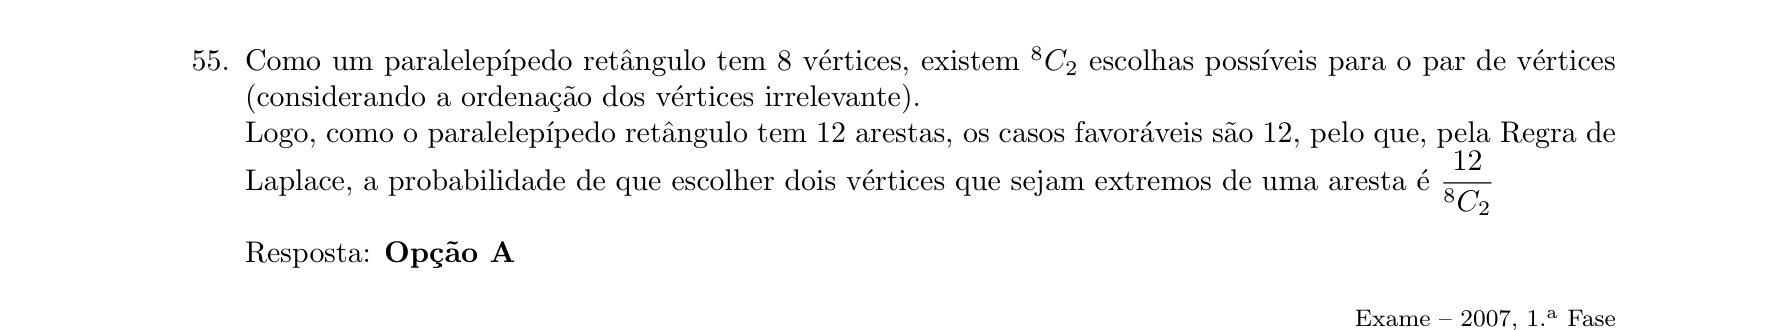 55. Como um paralelepípedo retângulo tem 8 vértices, existem ⁸C₂ escolhas possíveis para o par de vértices
(considerando a ordenação dos vértices irrelevante).
Logo, como o paralelepípedo retângulo tem 12 arestas, os casos favoráveis são 12, pelo que, pela Regra de
Laplace, a probabilidade de que escolher dois vértices que sejam extremos de uma aresta é 12/⁸C₂
Resposta: Opção A
Exame – 2007, 1.ª Fase